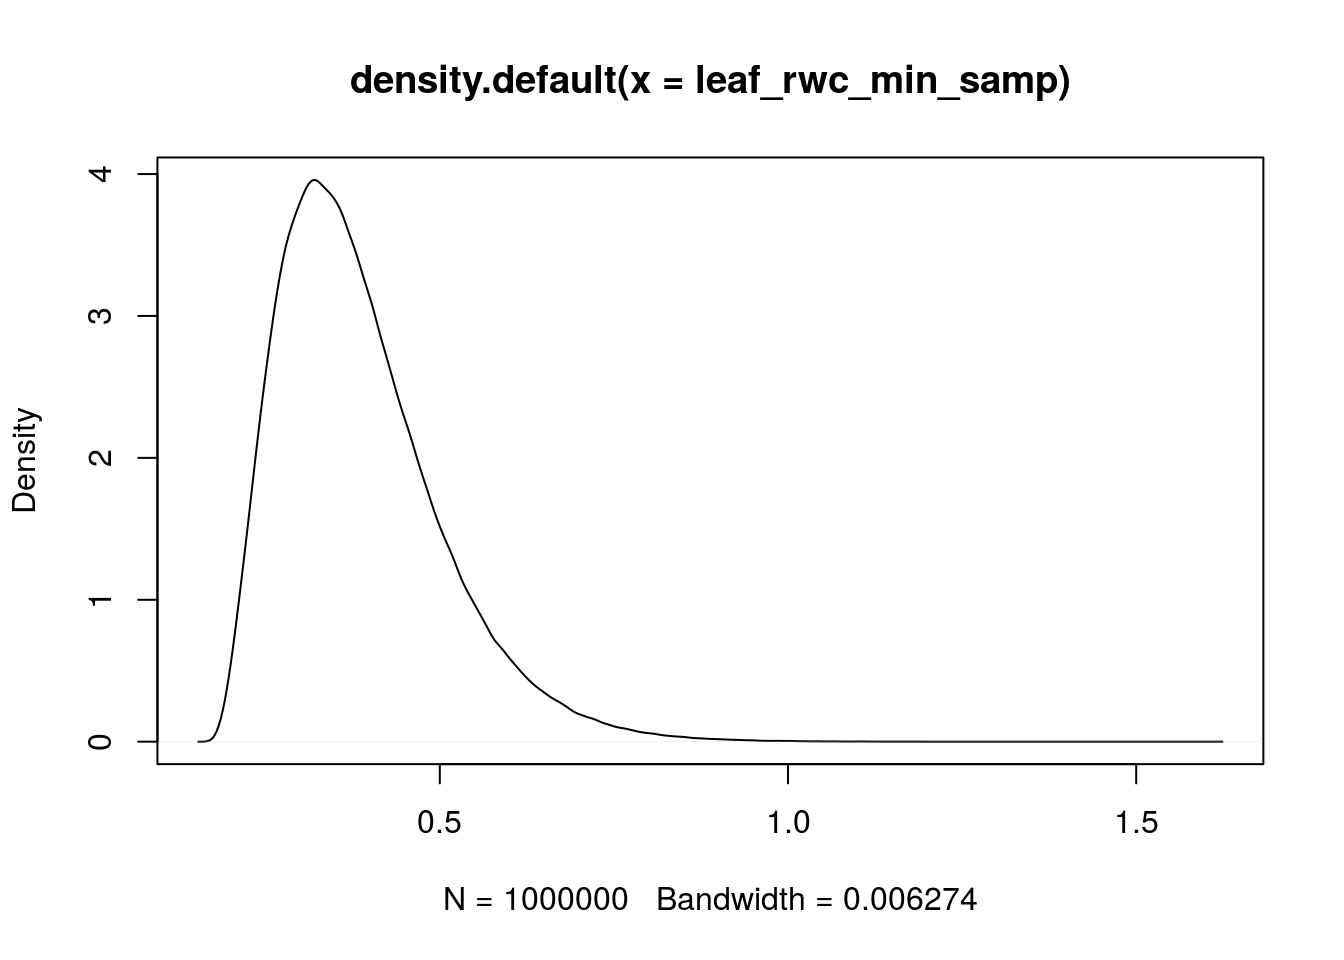 density.default(x = leaf_rwc_min_samp)
4
3
2
1
0
Density
0.5 1.0 1.5
N = 1000000 Bandwidth = 0.006274